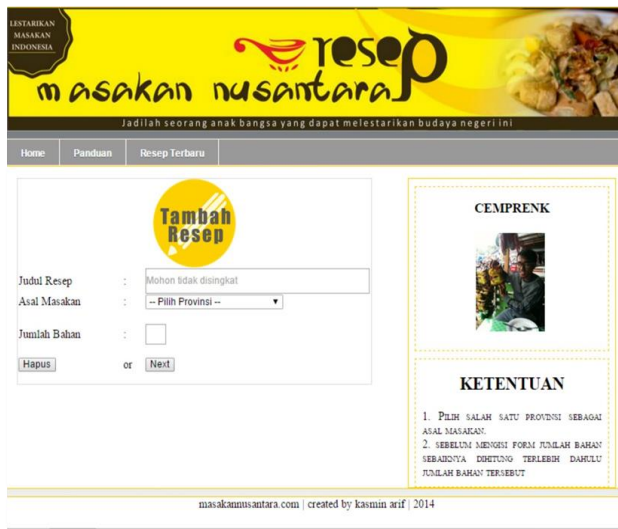 LESTARIKAN
MASAKAN
INDONESIA
resep
masakan nusantara
Jadilah seorang anak bangsa yang dapat melestarikan budaya negeri ini
Home Panduan Resep Terbaru
Tambah
Resep
Judul Resep : Mohon tidak disingkat
Asal Masakan : -- Pilih Provinsi --
Jumlah Bahan :
Hapus or Next
CEMPRENK
KETENTUAN
1. PILIH SALAH SATU PROVINSI SEBAGAI
ASAL MASAKAN.
2. SEBELUM MENGISI FORM JUMLAH BAHAN
SEBAIKNYA DIHITUNG TERLEBIH DAHULU
JUMLAH BAHAN TERSEBUT
masakannusantara.com | created by kasmin arif | 2014